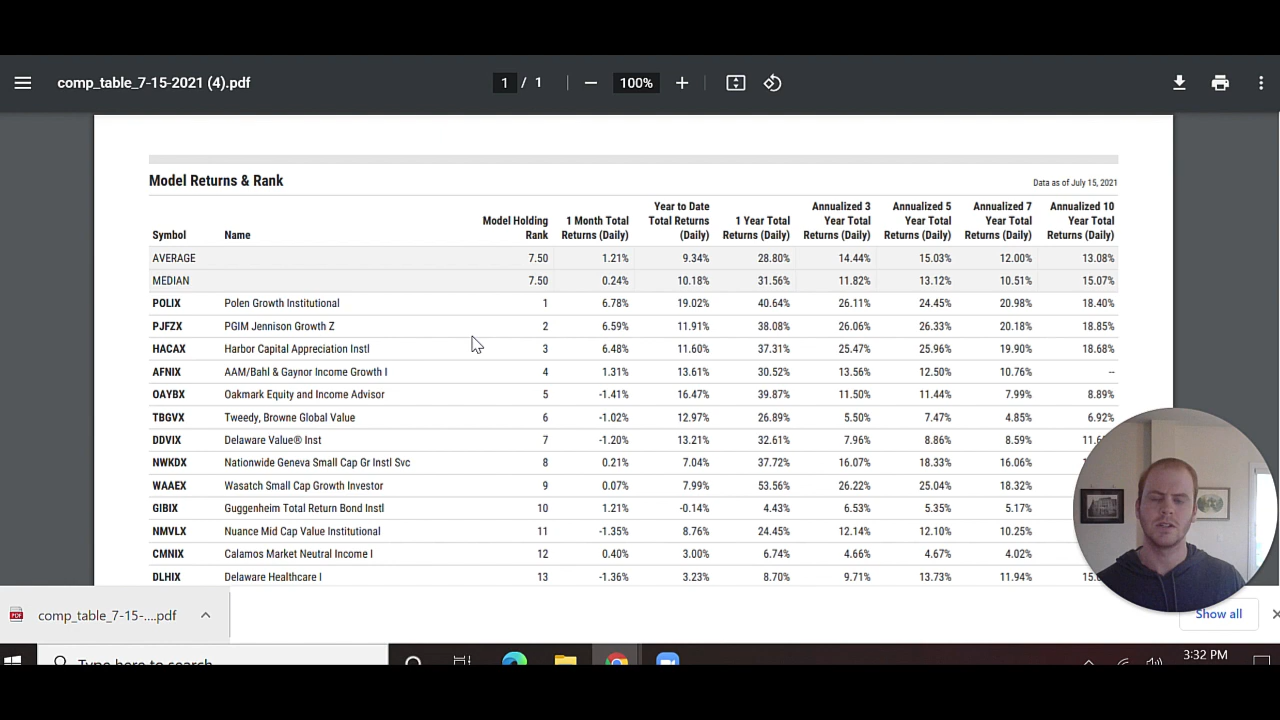 comp_table_7-15-2021 (4).pdf 1 / 1 100%
Model Returns & Rank Data as of July 15, 2021
Symbol Name Model Holding Rank 1 Month Total Returns (Daily) Year to Date Total Returns (Daily) 1 Year Total Returns (Daily) Annualized 3 Year Total Returns (Daily) Annualized 5 Year Total Returns (Daily) Annualized 7 Year Total Returns (Daily) Annualized 10 Year Total Returns (Daily)
AVERAGE 7.50 1.21% 9.34% 28.80% 14.44% 15.03% 12.00% 13.08%
MEDIAN 7.50 0.24% 10.18% 31.56% 11.82% 13.12% 10.51% 15.07%
POLIX Polen Growth Institutional 1 6.78% 19.02% 40.64% 26.11% 24.45% 20.98% 18.40%
PJFZX PGIM Jennison Growth Z 2 6.59% 11.91% 38.08% 26.06% 26.33% 20.18% 18.85%
HACAX Harbor Capital Appreciation Instl 3 6.48% 11.60% 37.31% 25.47% 25.96% 19.90% 18.68%
AFNIX AAM/Bahl & Gaynor Income Growth I 4 1.31% 13.61% 30.52% 13.56% 12.50% 10.76% --
OAYBX Oakmark Equity and Income Advisor 5 -1.41% 16.47% 39.87% 11.50% 11.44% 7.99% 8.89%
TBGVX Tweedy, Browne Global Value 6 -1.02% 12.97% 26.89% 5.50% 7.47% 4.85% 6.92%
DDVIX Delaware Value® Inst 7 -1.20% 13.21% 32.61% 7.96% 8.86% 8.59%
NWKDX Nationwide Geneva Small Cap Gr Instl Svc 8 0.21% 7.04% 37.72% 16.07% 18.33% 16.06%
WAAEX Wasatch Small Cap Growth Investor 9 0.07% 7.99% 53.56% 26.22% 25.04% 18.32%
GIBIX Guggenheim Total Return Bond Instl 10 1.21% -0.14% 4.43% 6.53% 5.35% 5.17%
NMVLX Nuance Mid Cap Value Institutional 11 -1.35% 8.76% 24.45% 12.14% 12.10% 10.25%
CMNIX Calamos Market Neutral Income I 12 0.40% 3.00% 6.74% 4.66% 4.67% 4.02%
DLHIX Delaware Healthcare I 13 -1.36% 3.23% 8.70% 9.71% 13.73% 11.94%
comp_table_7-15-....pdf Show all
Type here to search 3:32 PM